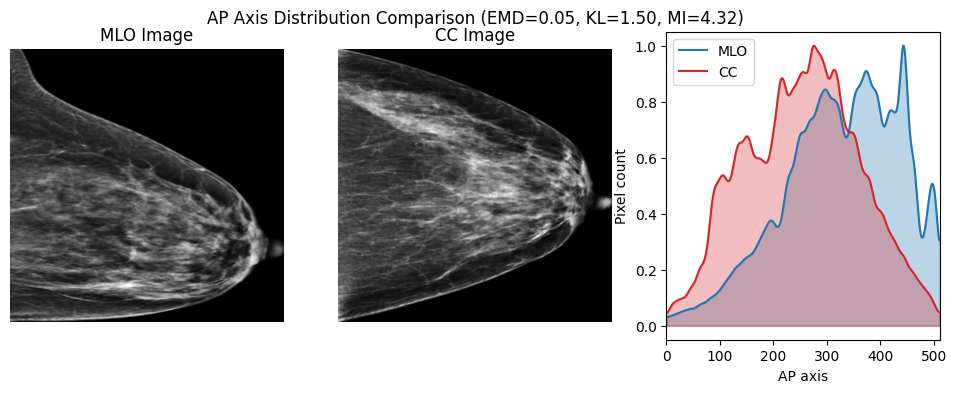 AP Axis Distribution Comparison (EMD=0.05, KL=1.50, MI=4.32)
MLO Image
CC Image
MLO
CC
Pixel count
1.0
0.8
0.6
0.4
0.2
0.0
0 100 200 300 400 500
AP axis